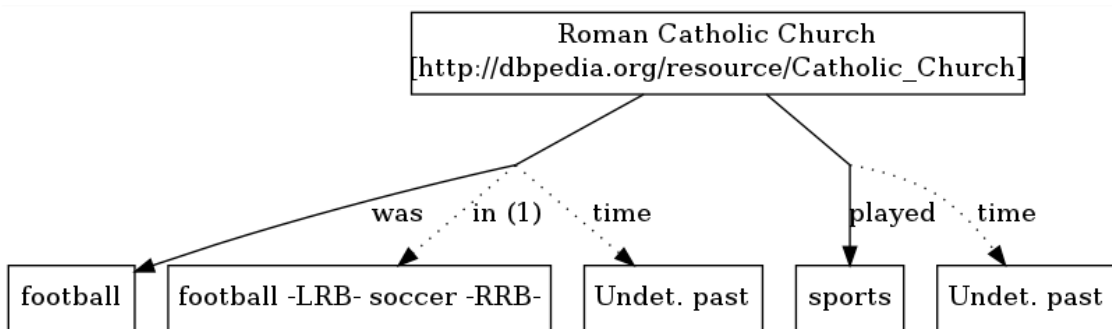 Roman Catholic Church
[http://dbpedia.org/resource/Catholic_Church]
was
in (1)
time
played
time
football
football -LRB- soccer -RRB-
Undet. past
sports
Undet. past